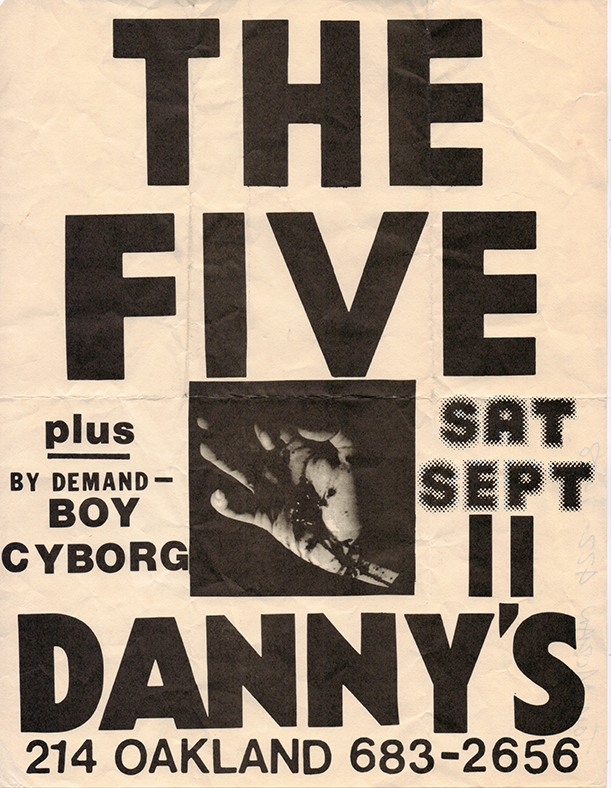 THE
FIVE
plus
BY DEMAND—
BOY
CYBORG
SAT
SEPT
11
DANNY'S
214 OAKLAND 683-2656